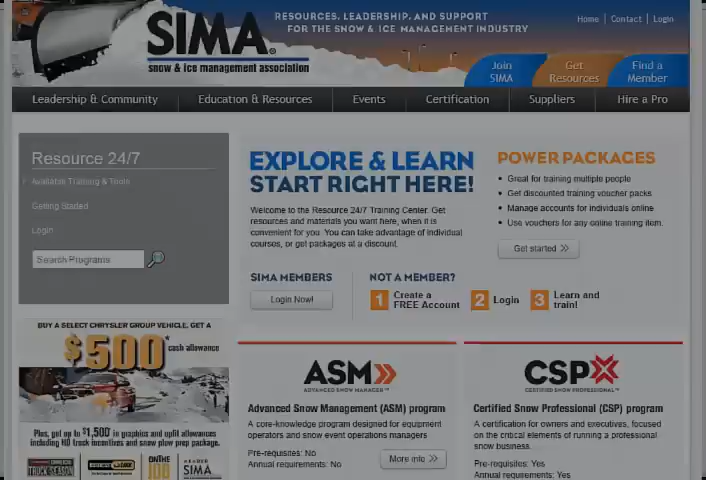 RESOURCES, LEADERSHIP, AND SUPPORT
FOR THE SNOW & ICE MANAGEMENT INDUSTRY
Home | Contact | Login
SIMA®
snow & ice management association
Join SIMA
Get Resources
Find a Member
Leadership & Community
Education & Resources
Events
Certification
Suppliers
Hire a Pro
Resource 24/7
Available Training & Tools
Getting Started
Login
Search Programs
EXPLORE & LEARN
START RIGHT HERE!
Welcome to the Resource 24/7 Training Center. Get
resources and materials you want here, when it is
convenient for you. You can take advantage of individual
courses, or get packages at a discount.
POWER PACKAGES
• Great for training multiple people
• Get discounted training voucher packs
• Manage accounts for individuals online
• Use vouchers for any online training item.
Get started »
SIMA MEMBERS
Login Now!
NOT A MEMBER?
1 Create a FREE Account
2 Login
3 Learn and train!
BUY A SELECT CHRYSLER GROUP VEHICLE, GET A
$500* cash allowance
Plus, get up to $1,500* in graphics and upfit allowances
including HD truck incentives and snow plow prep package.
TRUCK SEASON
ON THE JOB
SIMA
ASM»
ADVANCED SNOW MANAGER™
Advanced Snow Management (ASM) program
A core-knowledge program designed for equipment
operators and snow event operations managers
Pre-requisites: No
Annual requirements: No
More info »
CSP
CERTIFIED SNOW PROFESSIONAL™
Certified Snow Professional (CSP) program
A certification for owners and executives, focused
on the critical elements of running a professional
snow business.
Pre-requisites: Yes
Annual requirements: Yes